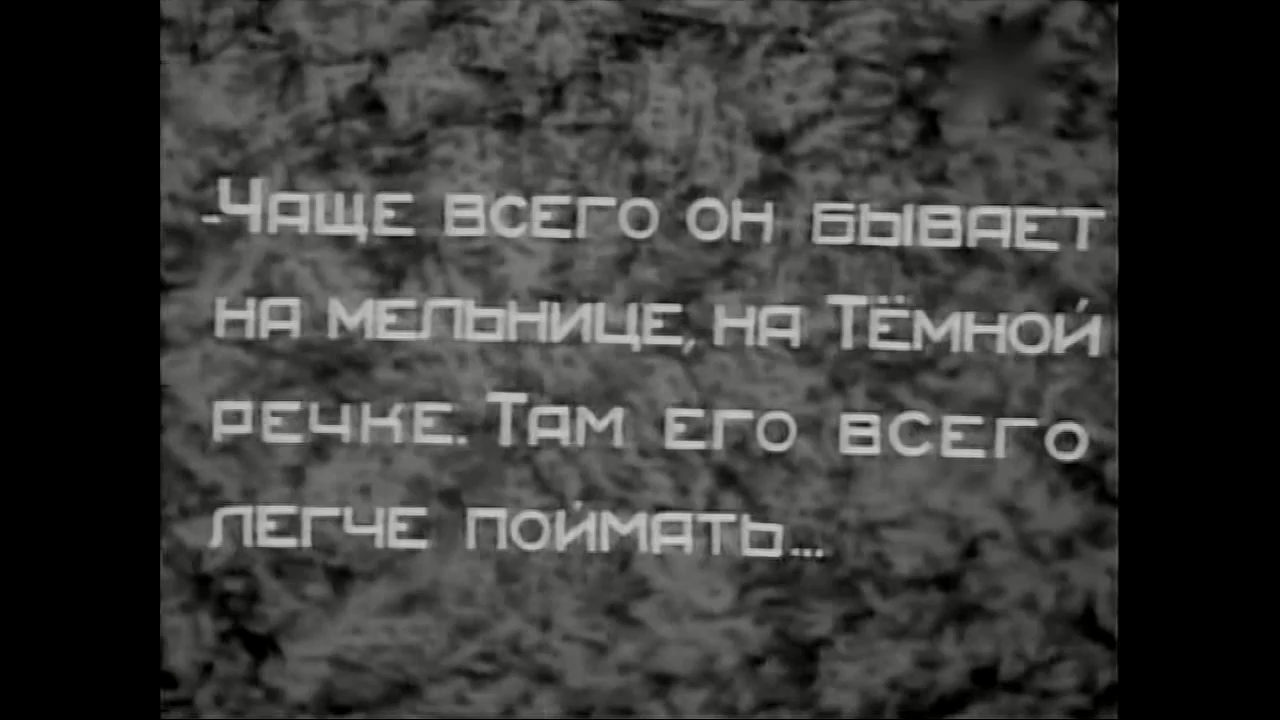 -Чаще всего он бывает
на мельнице, на Тёмной
речке. Там его всего
легче поймать...